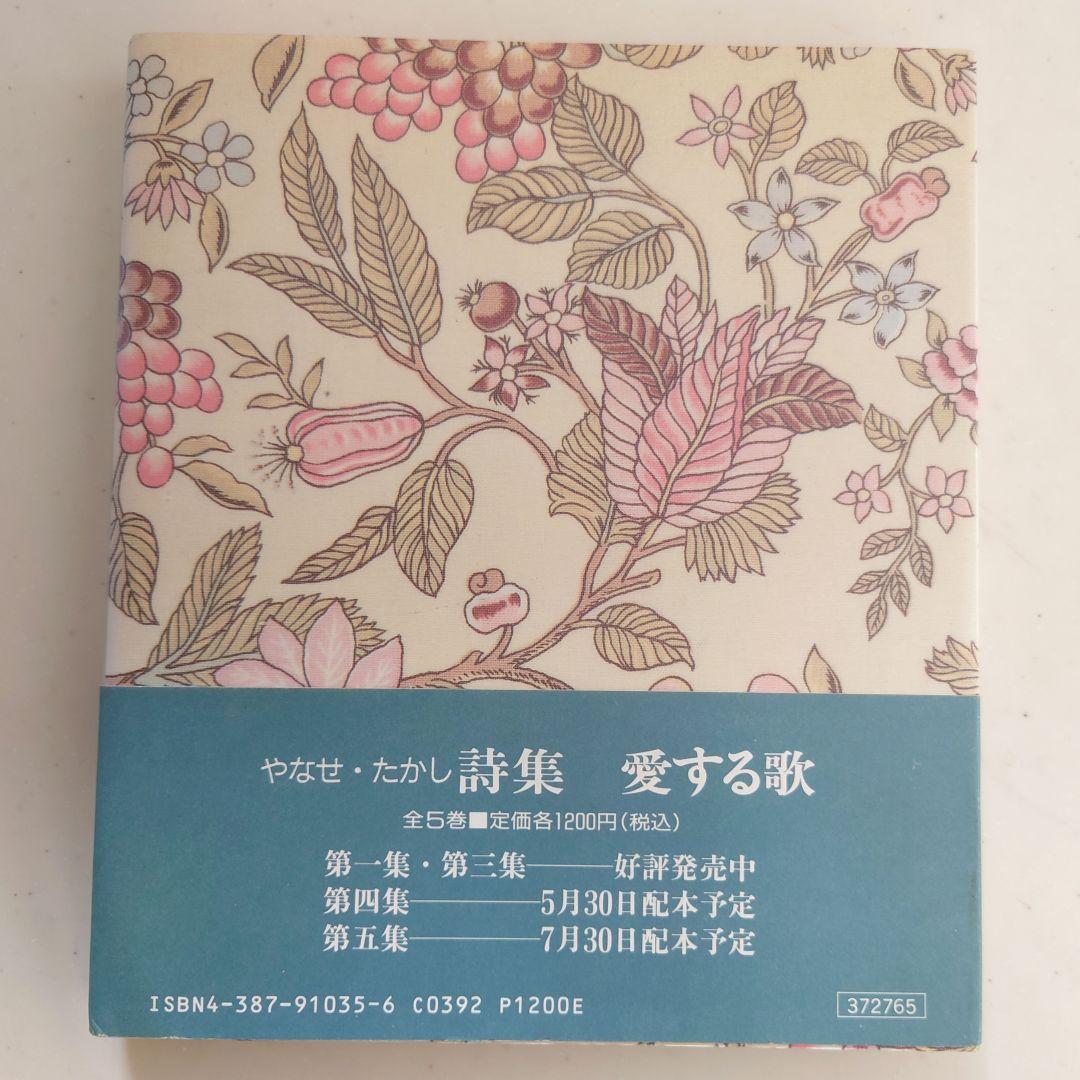 やなせ・たかし 詩集　愛する歌
全5巻■定価各1200円(税込)
第一集・第三集―――好評発売中
第四集――――5月30日配本予定
第五集――――7月30日配本予定
ISBN4-387-91035-6 C0392 P1200E
372765